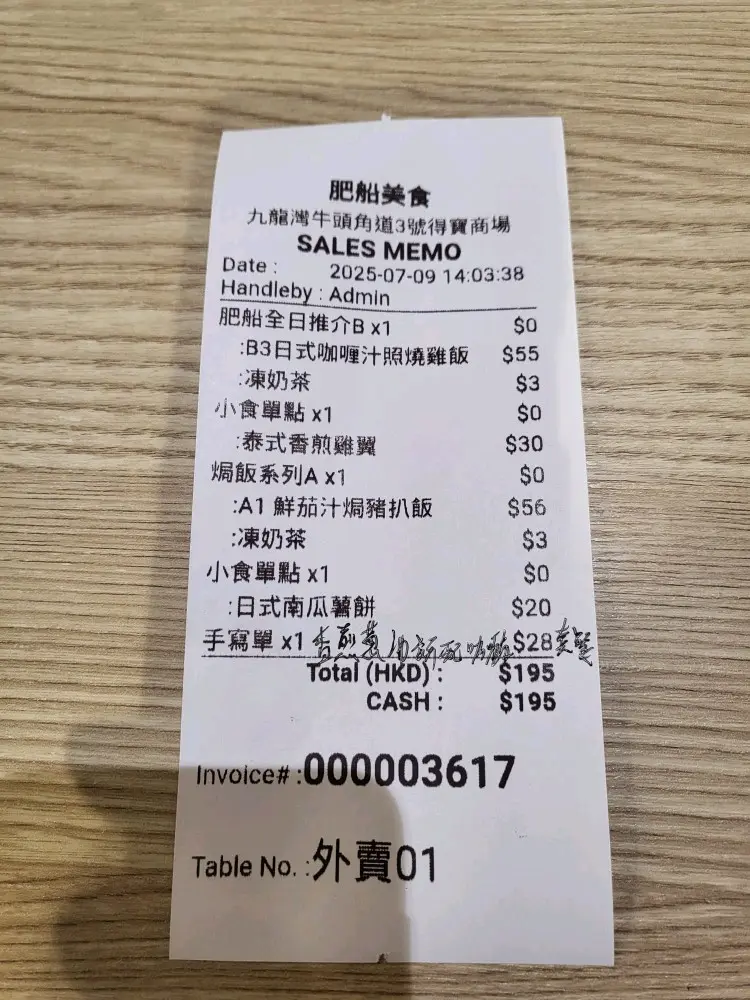 肥船美食
九龍灣牛頭角道3號得寶商場
SALES MEMO
Date : 2025-07-09 14:03:38
Handleby : Admin
肥船全日推介B x1 $0
:B3日式咖喱汁照燒雞飯 $55
:凍奶茶 $3
小食單點 x1 $0
:泰式香煎雞翼 $30
焗飯系列A x1 $0
:A1 鮮茄汁焗豬扒飯 $56
:凍奶茶 $3
小食單點 x1 $0
:日式南瓜薯餅 $20
手寫單 x1 香煎 $28
Total (HKD) : $195
CASH : $195
Invoice# :000003617
Table No. :外賣01